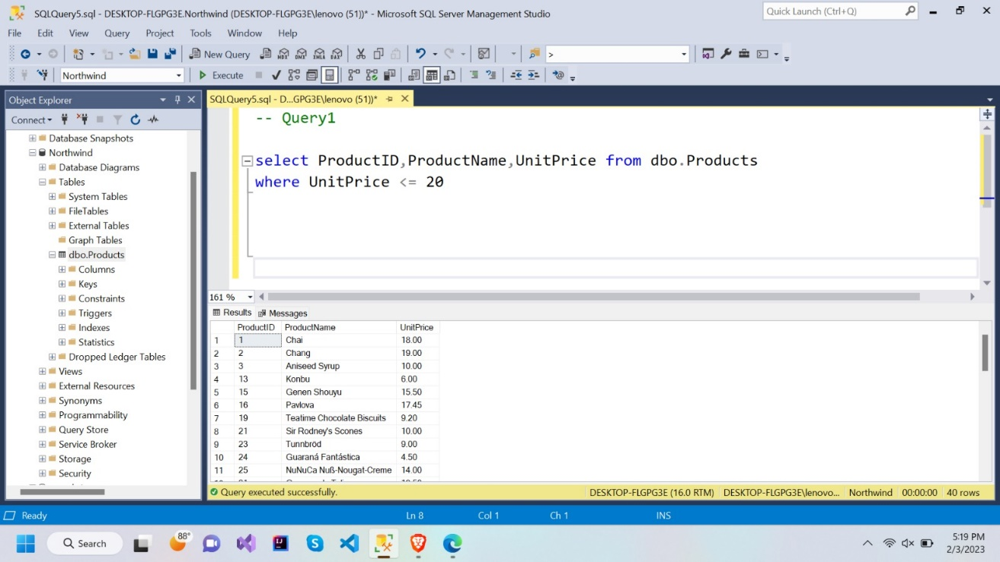 SQLQuery5.sql - DESKTOP-FLGPG3E.Northwind (DESKTOP-FLGPG3E\lenovo (51))* - Microsoft SQL Server Management Studio
Quick Launch (Ctrl+Q)
File Edit View Query Project Tools Window Help
New Query
MDX DMX XMLA DAX
>
Northwind
Execute
Object Explorer
SQLQuery5.sql - D...GPG3E\lenovo (51))*
Connect
Database Snapshots
Northwind
Database Diagrams
Tables
System Tables
FileTables
External Tables
Graph Tables
dbo.Products
Columns
Keys
Constraints
Triggers
Indexes
Statistics
Dropped Ledger Tables
Views
External Resources
Synonyms
Programmability
Query Store
Service Broker
Storage
Security
-- Query1
select ProductID,ProductName,UnitPrice from dbo.Products
where UnitPrice <= 20
161 %
Results Messages
ProductID ProductName UnitPrice
1 1 Chai 18.00
2 2 Chang 19.00
3 3 Aniseed Syrup 10.00
4 13 Konbu 6.00
5 15 Genen Shouyu 15.50
6 16 Pavlova 17.45
7 19 Teatime Chocolate Biscuits 9.20
8 21 Sir Rodney's Scones 10.00
9 23 Tunnbröd 9.00
10 24 Guaraná Fantástica 4.50
11 25 NuNuCa Nuß-Nougat-Creme 14.00
Query executed successfully.
DESKTOP-FLGPG3E (16.0 RTM) DESKTOP-FLGPG3E\lenovo... Northwind 00:00:00 40 rows
Ready Ln 8 Col 1 Ch 1 INS
Search
88°
5:19 PM
2/3/2023